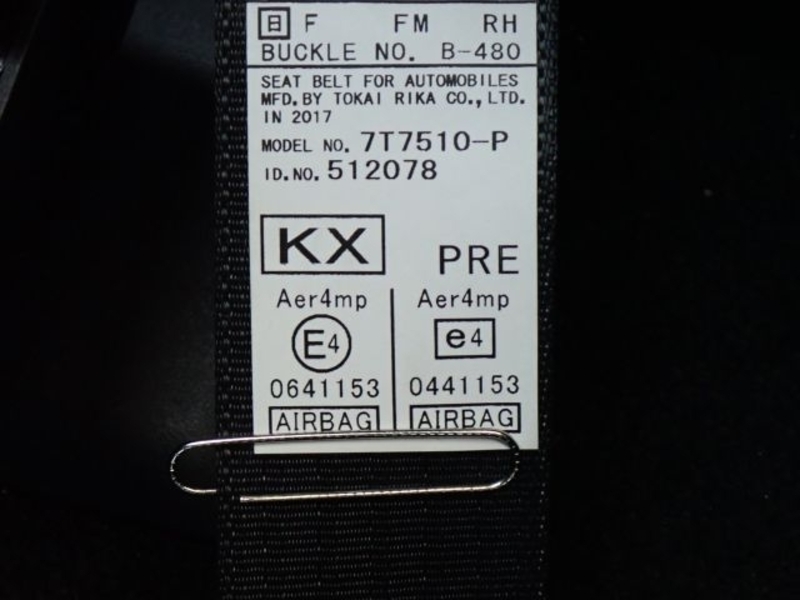 日 F FM RH
BUCKLE NO. B-480
SEAT BELT FOR AUTOMOBILES
MFD. BY TOKAI RIKA CO., LTD.
IN 2017
MODEL NO. 7T7510-P
ID.NO. 512078
KX PRE
Aer4mp Aer4mp
E4 e4
0641153 0441153
AIRBAG AIRBAG